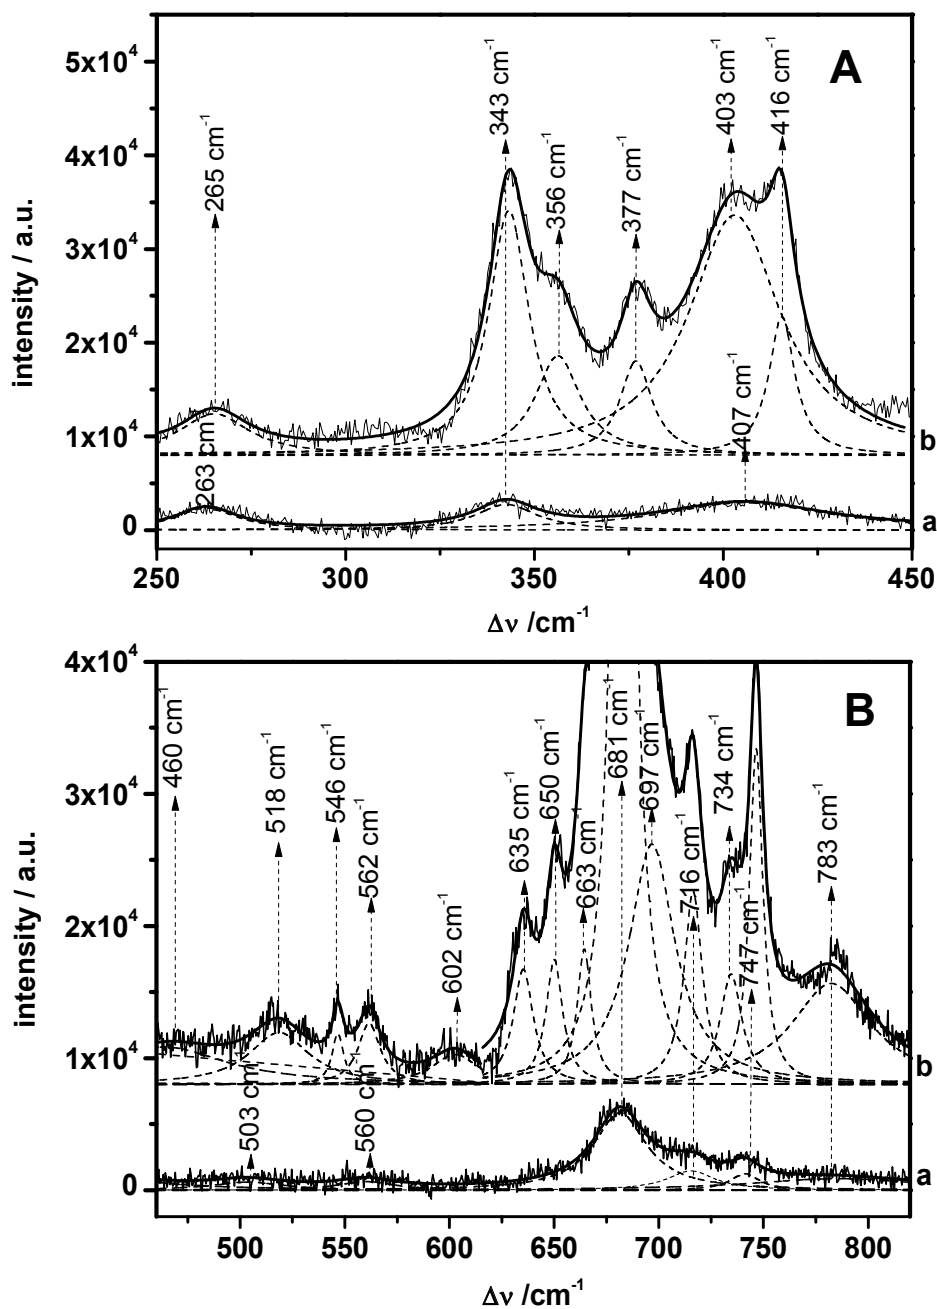 A
5x10⁴
4x10⁴
3x10⁴
2x10⁴
1x10⁴
0
intensity / a.u.
265 cm⁻¹
343 cm⁻¹
356 cm⁻¹
377 cm⁻¹
403 cm⁻¹
416 cm⁻¹
b
263 cm⁻¹
407 cm⁻¹
a
250 300 350 400 450
Δν /cm⁻¹
B
4x10⁴
3x10⁴
2x10⁴
1x10⁴
0
intensity / a.u.
460 cm⁻¹
518 cm⁻¹
546 cm⁻¹
562 cm⁻¹
602 cm⁻¹
635 cm⁻¹
650 cm⁻¹
663 cm⁻¹
681 cm⁻¹
697 cm⁻¹
716 cm⁻¹
734 cm⁻¹
747 cm⁻¹
783 cm⁻¹
b
503 cm⁻¹
560 cm⁻¹
a
500 550 600 650 700 750 800
Δν /cm⁻¹